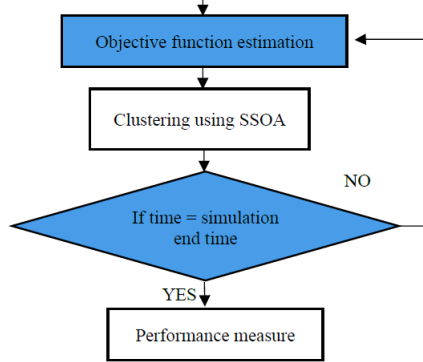 Objective function estimation
Clustering using SSOA
NO
If time = simulation
end time
YES
Performance measure